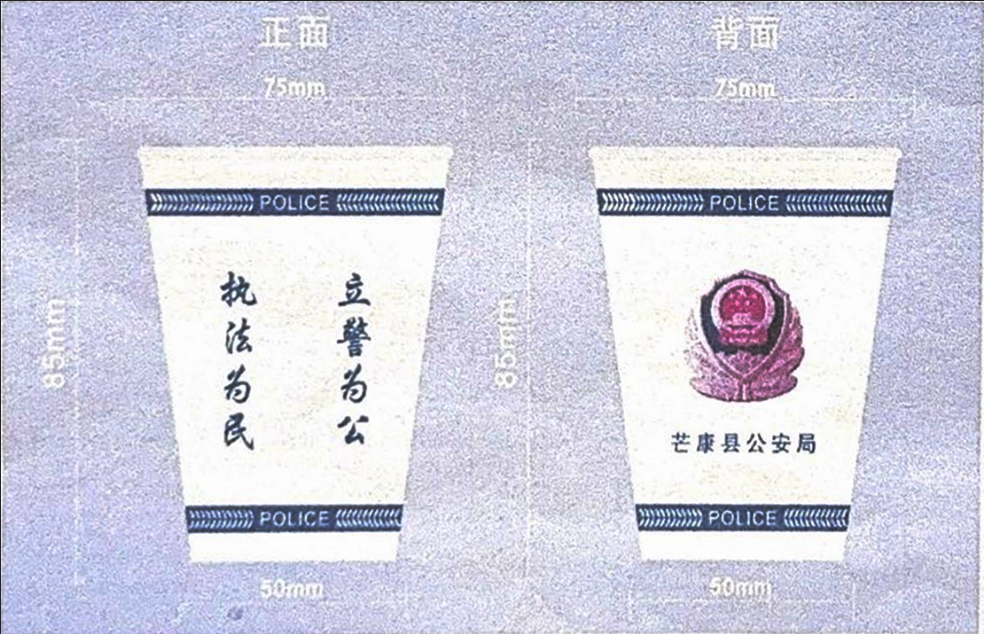 正面
75mm
POLICE
立警为公
执法为民
85mm
POLICE
50mm
背面
75mm
POLICE
芒康县公安局
85mm
POLICE
50mm